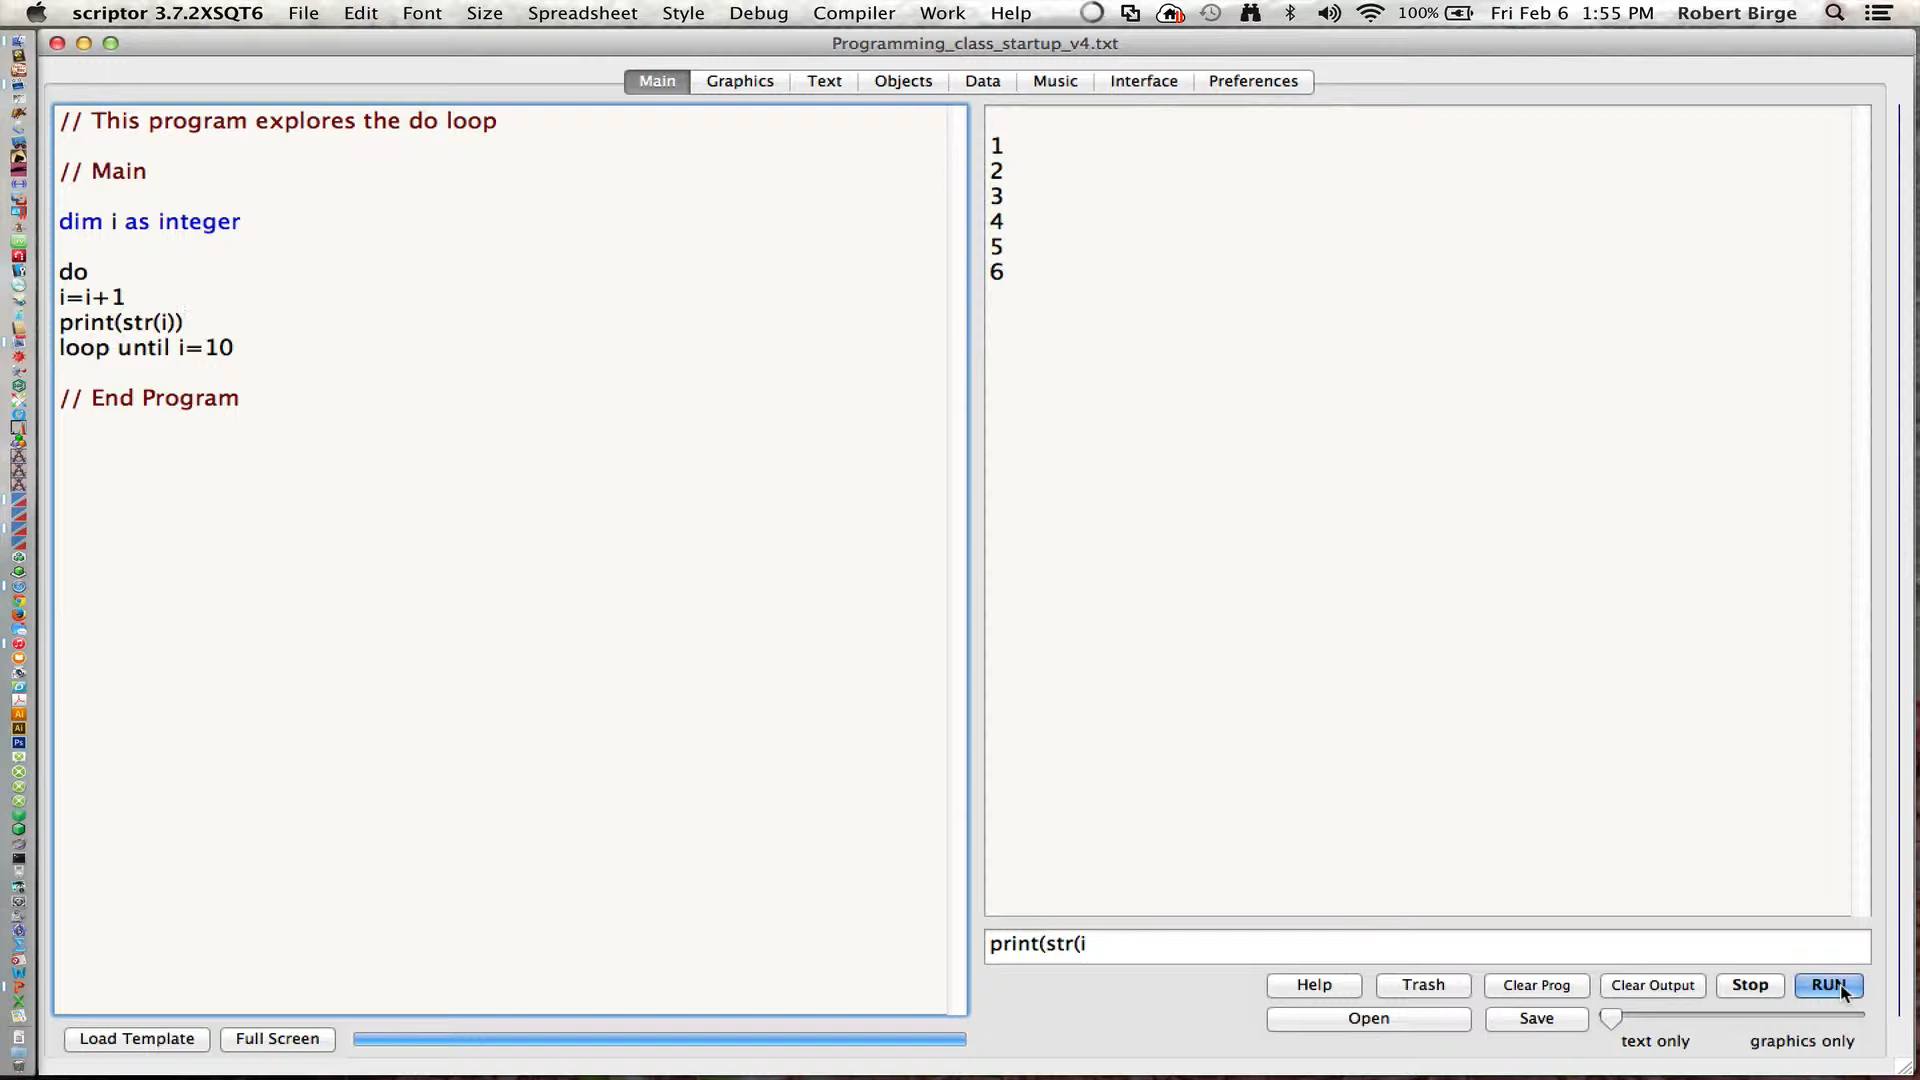 scriptor 3.7.2XSQT6 File Edit Font Size Spreadsheet Style Debug Compiler Work Help 100% Fri Feb 6 1:55 PM Robert Birge
Programming_class_startup_v4.txt
Main Graphics Text Objects Data Music Interface Preferences
// This program explores the do loop
// Main
dim i as integer
do
i=i+1
print(str(i))
loop until i=10
// End Program
1
2
3
4
5
6
print(str(i
Help Trash Clear Prog Clear Output Stop RUN
Open Save
text only graphics only
Load Template Full Screen